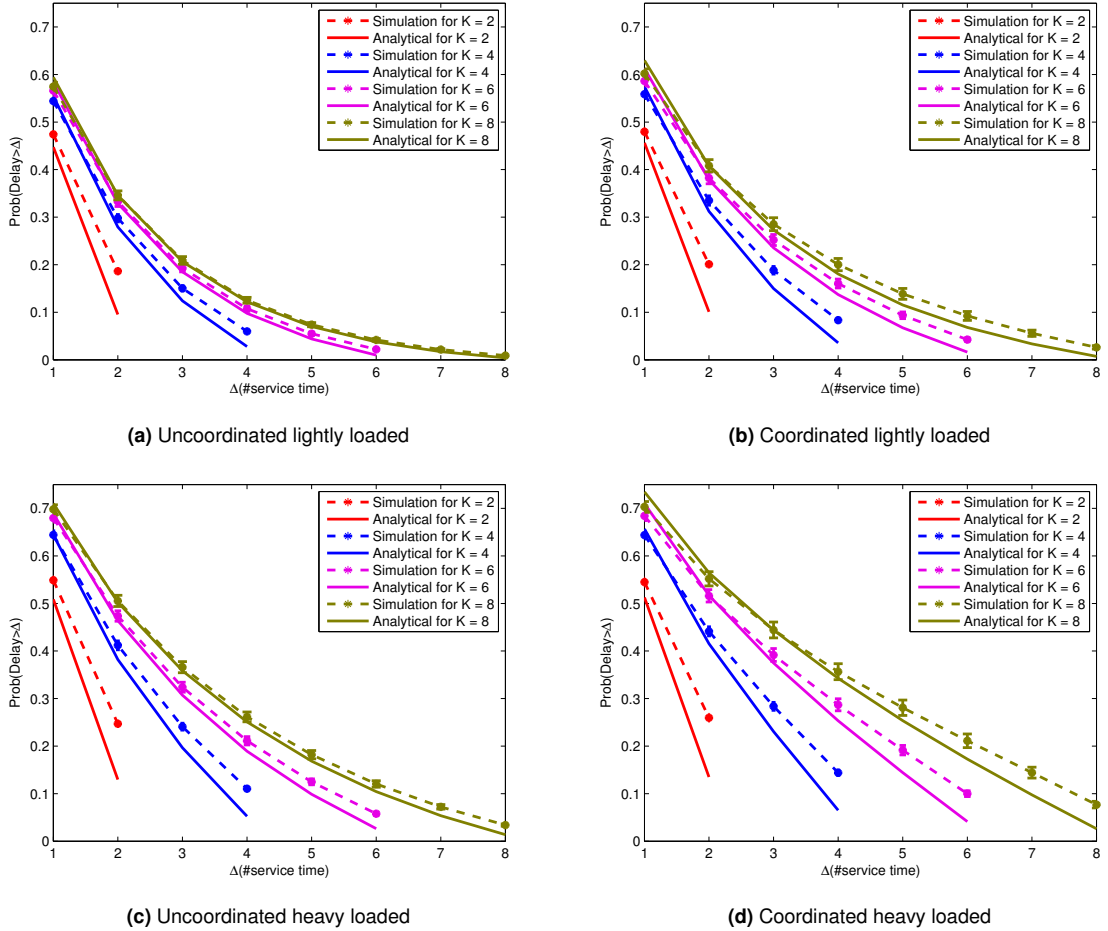 0.7
0.6
0.5
0.4
0.3
0.2
0.1
0
Prob(Delay>Δ)
1 2 3 4 5 6 7 8
Δ(#service time)
Simulation for K = 2
Analytical for K = 2
Simulation for K = 4
Analytical for K = 4
Simulation for K = 6
Analytical for K = 6
Simulation for K = 8
Analytical for K = 8
(a) Uncoordinated lightly loaded
0.7
0.6
0.5
0.4
0.3
0.2
0.1
0
Prob(Delay>Δ)
1 2 3 4 5 6 7 8
Δ(#service time)
Simulation for K = 2
Analytical for K = 2
Simulation for K = 4
Analytical for K = 4
Simulation for K = 6
Analytical for K = 6
Simulation for K = 8
Analytical for K = 8
(b) Coordinated lightly loaded
0.7
0.6
0.5
0.4
0.3
0.2
0.1
0
Prob(Delay>Δ)
1 2 3 4 5 6 7 8
Δ(#service time)
Simulation for K = 2
Analytical for K = 2
Simulation for K = 4
Analytical for K = 4
Simulation for K = 6
Analytical for K = 6
Simulation for K = 8
Analytical for K = 8
(c) Uncoordinated heavy loaded
0.7
0.6
0.5
0.4
0.3
0.2
0.1
0
Prob(Delay>Δ)
1 2 3 4 5 6 7 8
Δ(#service time)
Simulation for K = 2
Analytical for K = 2
Simulation for K = 4
Analytical for K = 4
Simulation for K = 6
Analytical for K = 6
Simulation for K = 8
Analytical for K = 8
(d) Coordinated heavy loaded